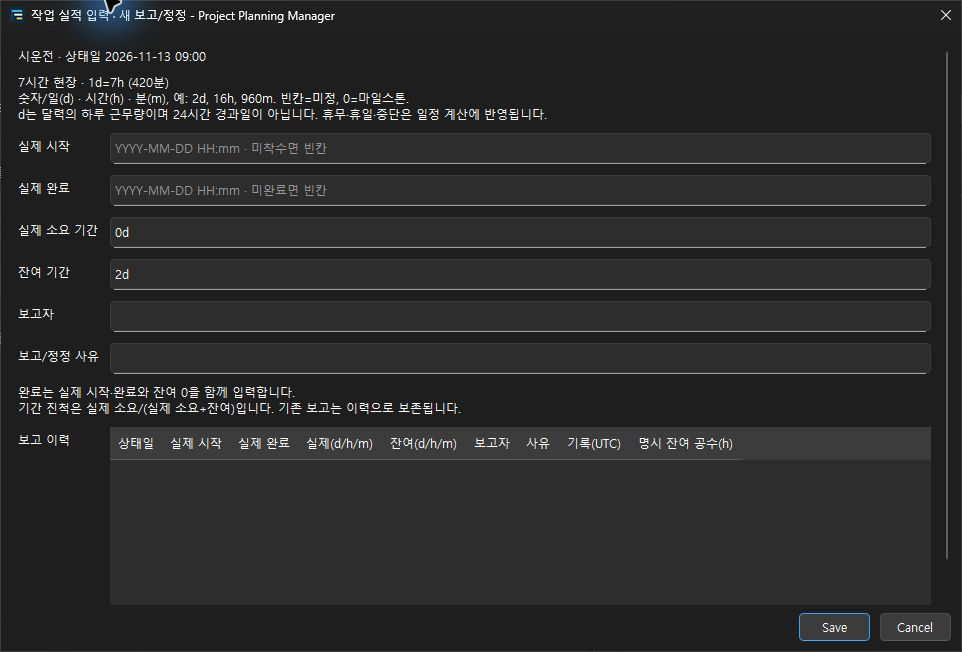 작업 실적 입력 · 새 보고/정정 - Project Planning Manager
시운전 · 상태일 2026-11-13 09:00
7시간 현장 · 1d=7h (420분)
숫자/일(d) · 시간(h) · 분(m), 예: 2d, 16h, 960m. 빈칸=미정, 0=마일스톤.
d는 달력의 하루 근무량이며 24시간 경과일이 아닙니다. 휴무·휴일·중단은 일정 계산에 반영됩니다.
실제 시작 YYYY-MM-DD HH:mm · 미착수면 빈칸
실제 완료 YYYY-MM-DD HH:mm · 미완료면 빈칸
실제 소요 기간 0d
잔여 기간 2d
보고자
보고/정정 사유
완료는 실제 시작·완료와 잔여 0을 함께 입력합니다.
기간 진척은 실제 소요/(실제 소요+잔여)입니다. 기존 보고는 이력으로 보존됩니다.
보고 이력 상태일 실제 시작 실제 완료 실제(d/h/m) 잔여(d/h/m) 보고자 사유 기록(UTC) 명시 잔여 공수(h)
Save Cancel